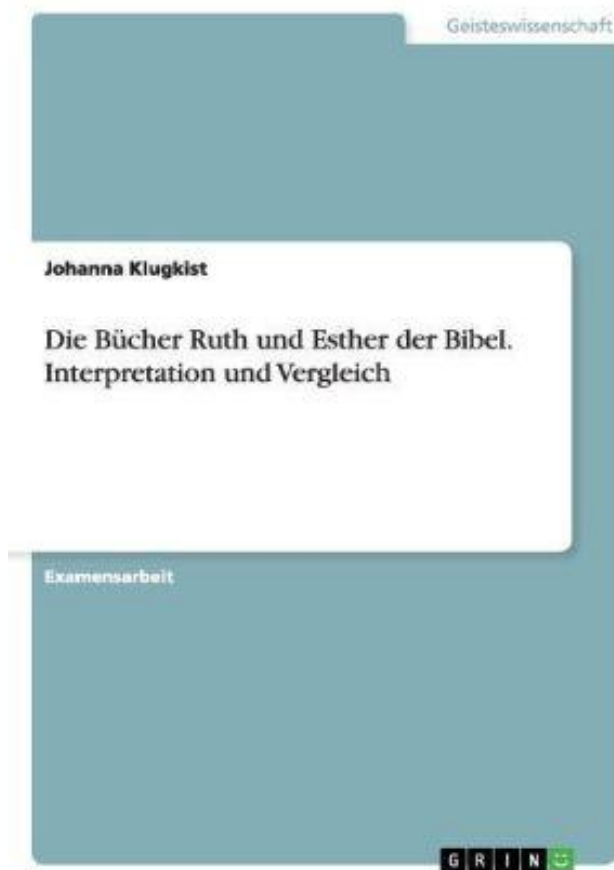 Geisteswissenschaft
Johanna Klugkist
Die Bücher Ruth und Esther der Bibel.
Interpretation und Vergleich
Examensarbeit
GRIN